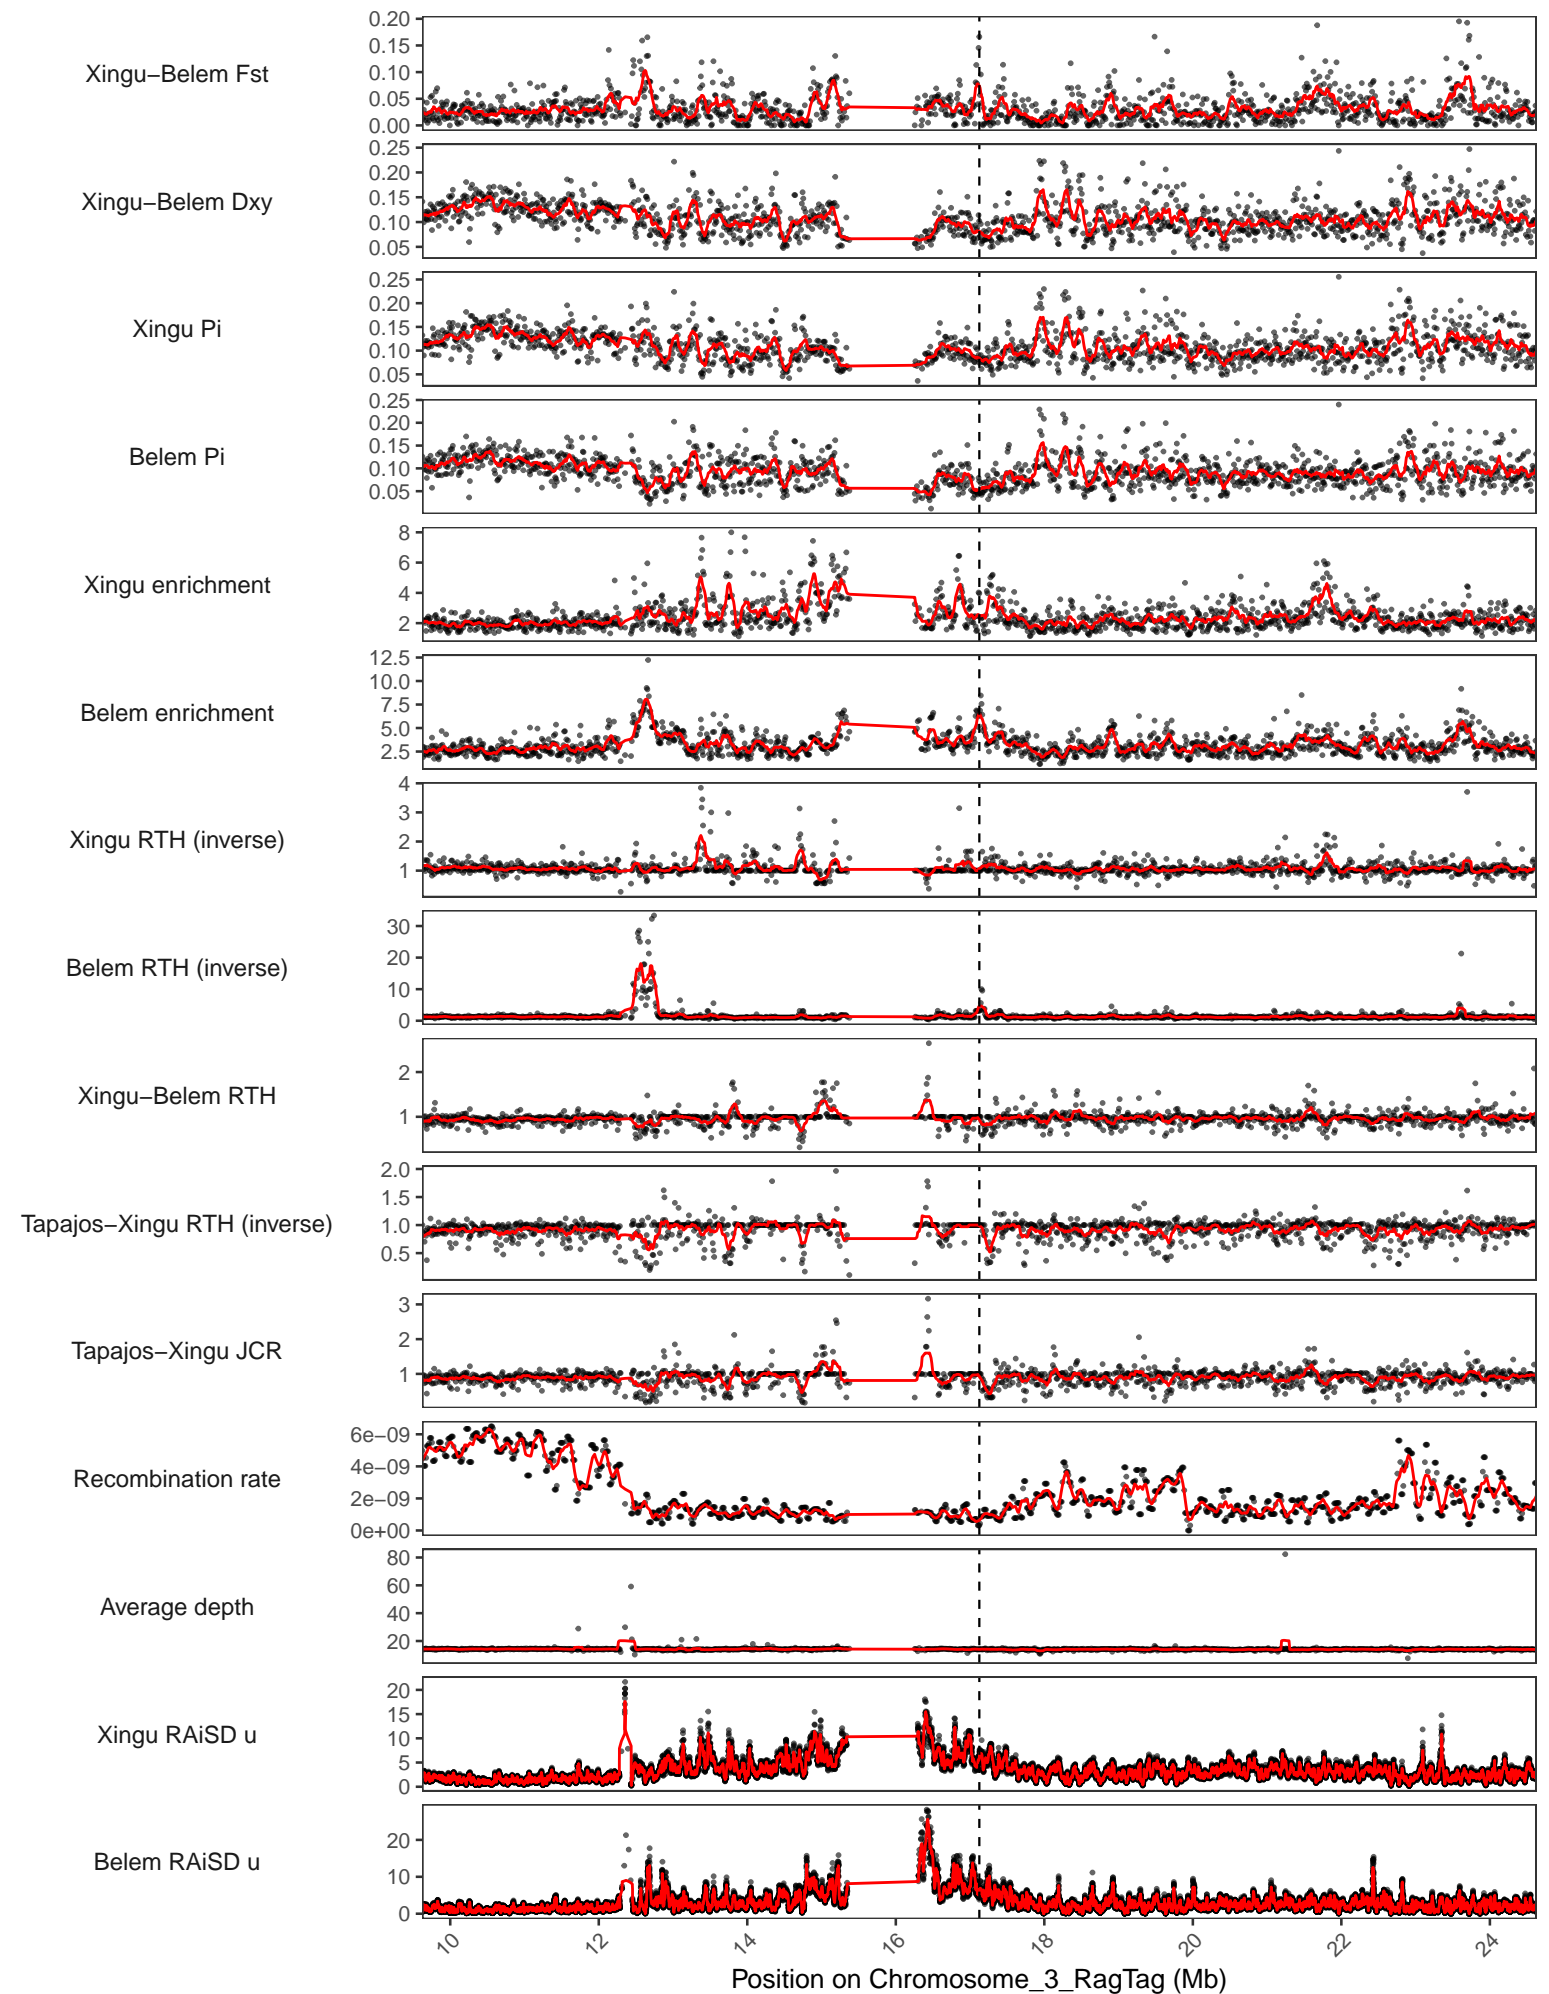 Xingu−Belem Fst
0.20
0.15
0.10
0.05
0.00
Xingu−Belem Dxy
0.25
0.20
0.15
0.10
0.05
Xingu Pi
0.25
0.20
0.15
0.10
0.05
Belem Pi
0.25
0.20
0.15
0.10
0.05
Xingu enrichment
8
6
4
2
Belem enrichment
12.5
10.0
7.5
5.0
2.5
Xingu RTH (inverse)
4
3
2
1
Belem RTH (inverse)
30
20
10
0
Xingu−Belem RTH
2
1
Tapajos−Xingu RTH (inverse)
2.0
1.5
1.0
0.5
Tapajos−Xingu JCR
3
2
1
Recombination rate
6e−09
4e−09
2e−09
0e+00
Average depth
80
60
40
20
Xingu RAiSD u
20
15
10
5
0
Belem RAiSD u
20
10
0
10 12 14 16 18 20 22 24
Position on Chromosome_3_RagTag (Mb)